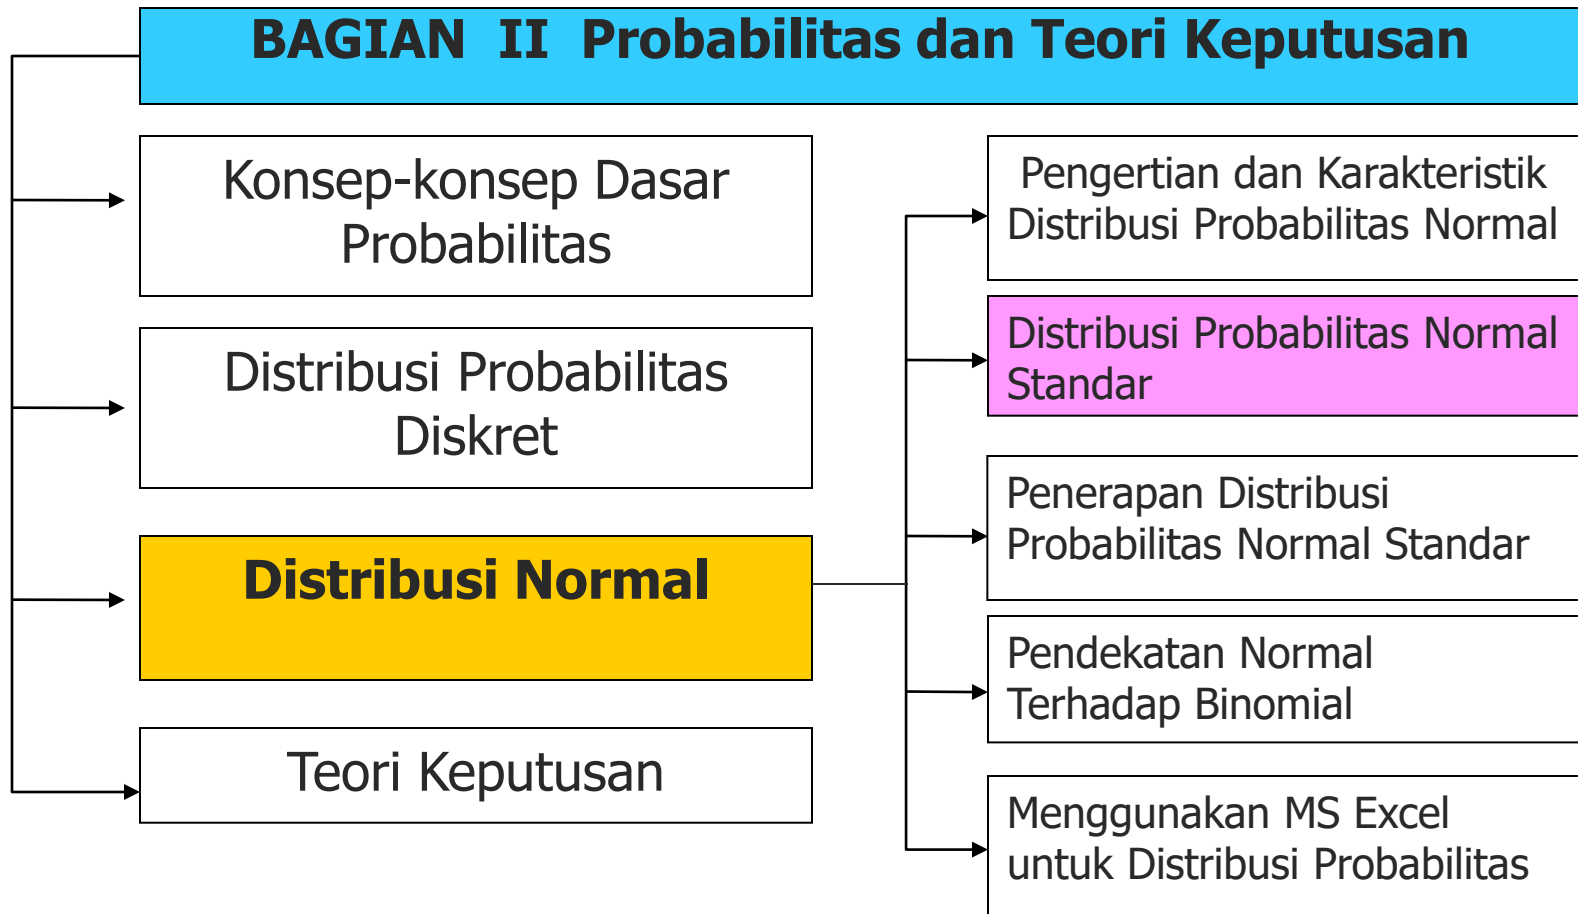 BAGIAN II Probabilitas dan Teori Keputusan
Konsep-konsep Dasar
Probabilitas
Distribusi Probabilitas
Diskret
Distribusi Normal
Teori Keputusan
Pengertian dan Karakteristik
Distribusi Probabilitas Normal
Distribusi Probabilitas Normal
Standar
Penerapan Distribusi
Probabilitas Normal Standar
Pendekatan Normal
Terhadap Binomial
Menggunakan MS Excel
untuk Distribusi Probabilitas